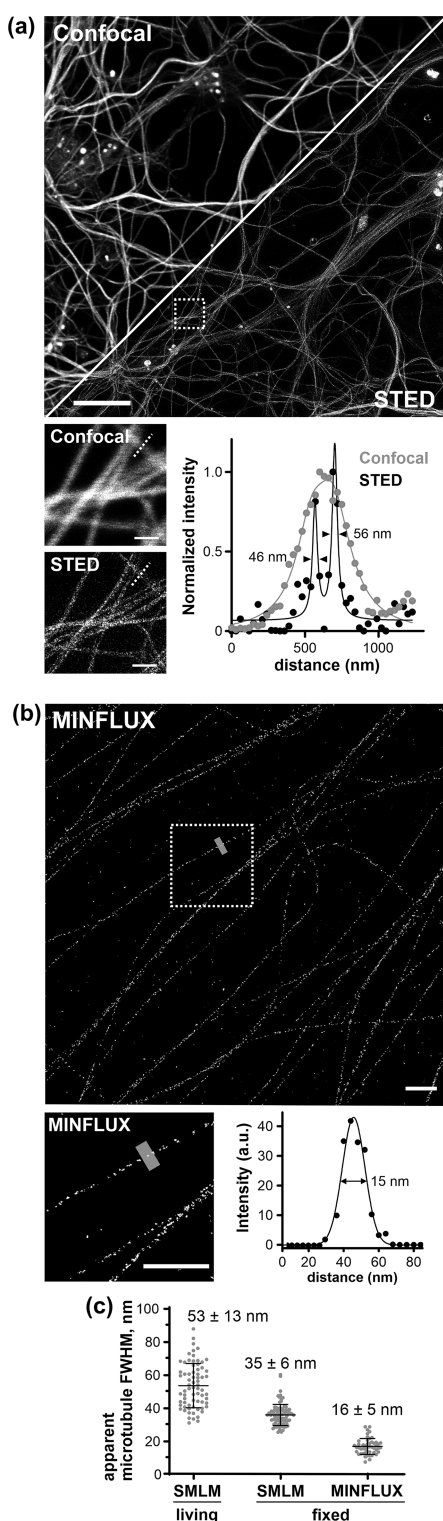 (a)
Confocal
STED
Confocal
STED
Normalized intensity
1.0
0.5
0
Confocal
STED
46 nm
56 nm
0
500
1000
distance (nm)
(b)
MINFLUX
MINFLUX
Intensity (a.u.)
40
30
20
10
0
15 nm
0
20
40
60
80
distance (nm)
(c)
apparent
microtubule FWHM, nm
100
80
60
40
20
0
53 ± 13 nm
35 ± 6 nm
16 ± 5 nm
SMLM
SMLM
MINFLUX
living
fixed